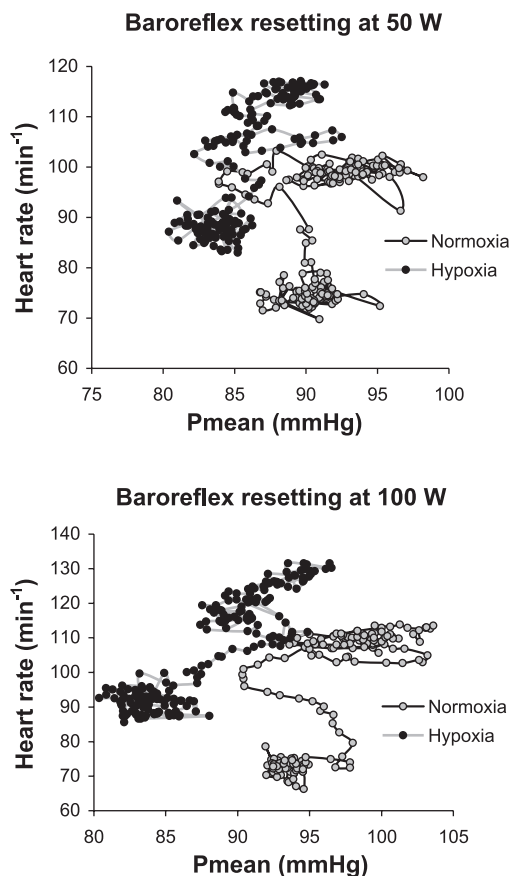 Baroreflex resetting at 50 W
120
110
100
90
80
70
60
Heart rate (min-1)
Normoxia
Hypoxia
75 80 85 90 95 100
Pmean (mmHg)
Baroreflex resetting at 100 W
140
130
120
110
100
90
80
70
60
Heart rate (min-1)
Normoxia
Hypoxia
80 85 90 95 100 105
Pmean (mmHg)